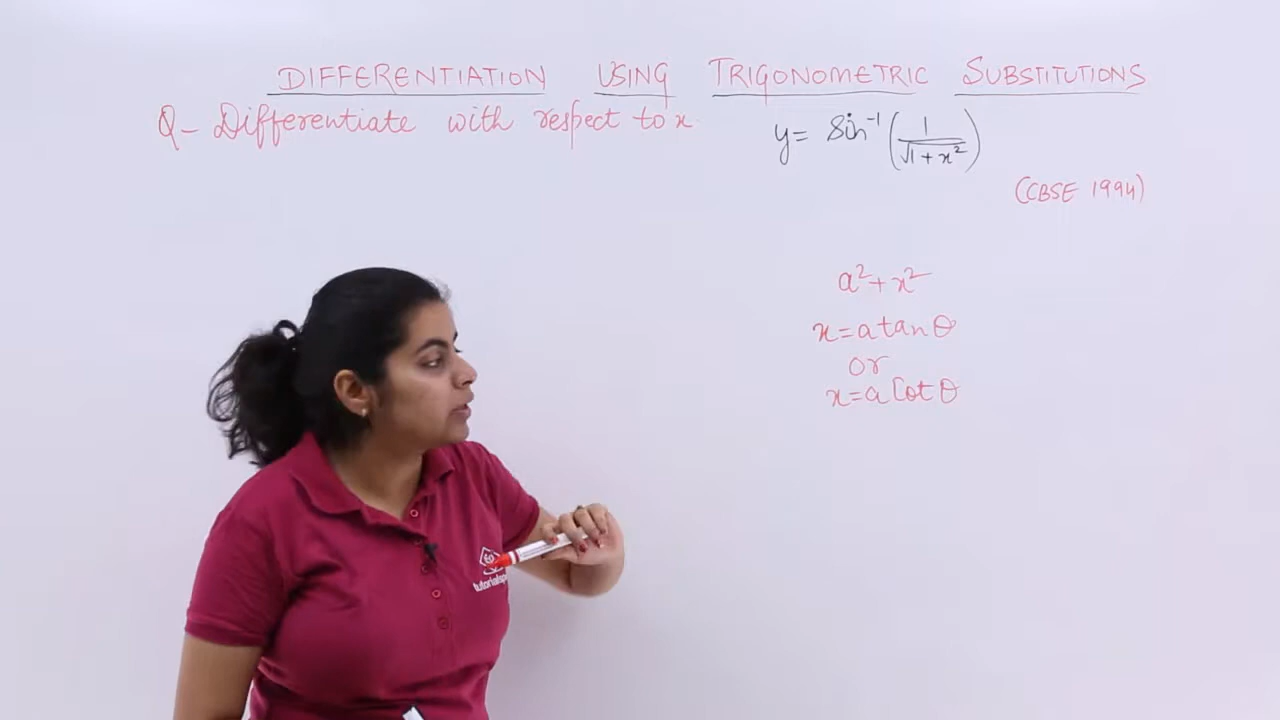 DIFFERENTIATION USING TRIGONOMETRIC SUBSTITUTIONS
Q- Differentiate with respect to x. y = Sin⁻¹(1/√(1+x²))
(CBSE 1994)
a²+x²
x=a tan θ
or
x=a Cot θ